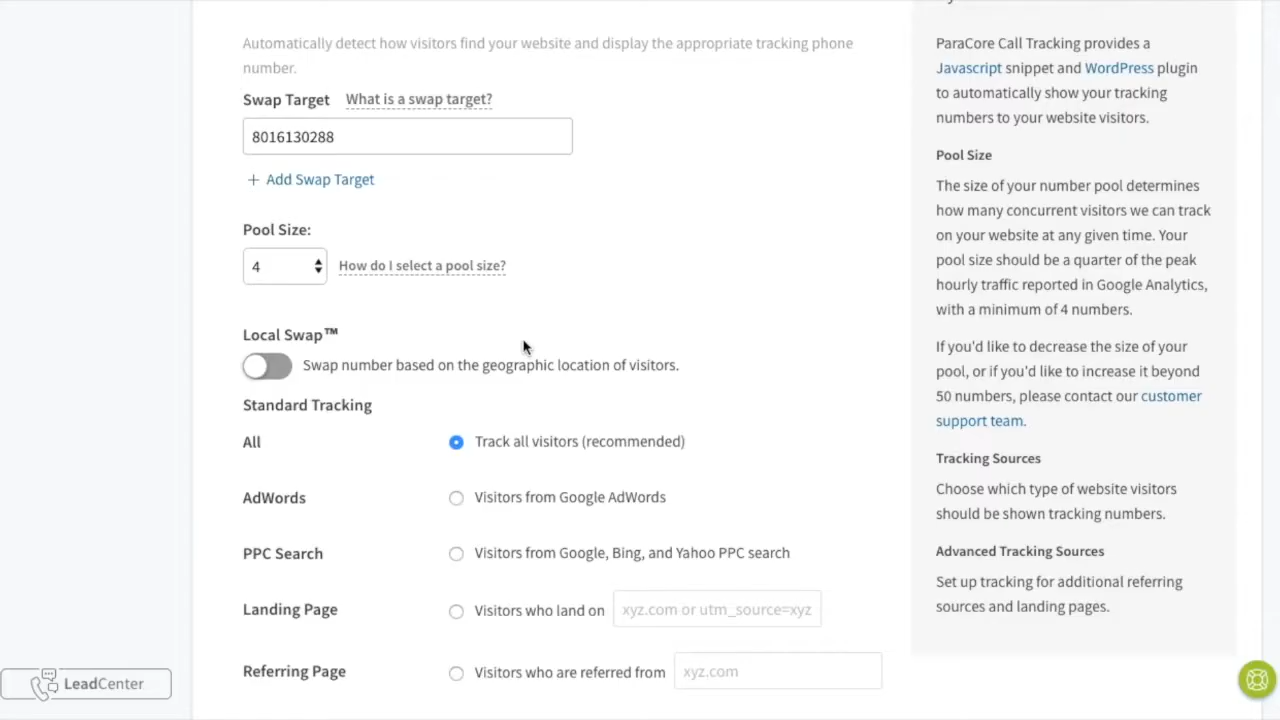 Automatically detect how visitors find your website and display the appropriate tracking phone
number.
Swap Target What is a swap target?
8016130288
+ Add Swap Target
Pool Size:
4 How do I select a pool size?
Local Swap™
Swap number based on the geographic location of visitors.
Standard Tracking
All Track all visitors (recommended)
AdWords Visitors from Google AdWords
PPC Search Visitors from Google, Bing, and Yahoo PPC search
Landing Page Visitors who land on xyz.com or utm_source=xyz
Referring Page Visitors who are referred from xyz.com
ParaCore Call Tracking provides a
Javascript snippet and WordPress plugin
to automatically show your tracking
numbers to your website visitors.
Pool Size
The size of your number pool determines
how many concurrent visitors we can track
on your website at any given time. Your
pool size should be a quarter of the peak
hourly traffic reported in Google Analytics,
with a minimum of 4 numbers.
If you'd like to decrease the size of your
pool, or if you'd like to increase it beyond
50 numbers, please contact our customer
support team.
Tracking Sources
Choose which type of website visitors
should be shown tracking numbers.
Advanced Tracking Sources
Set up tracking for additional referring
sources and landing pages.
LeadCenter